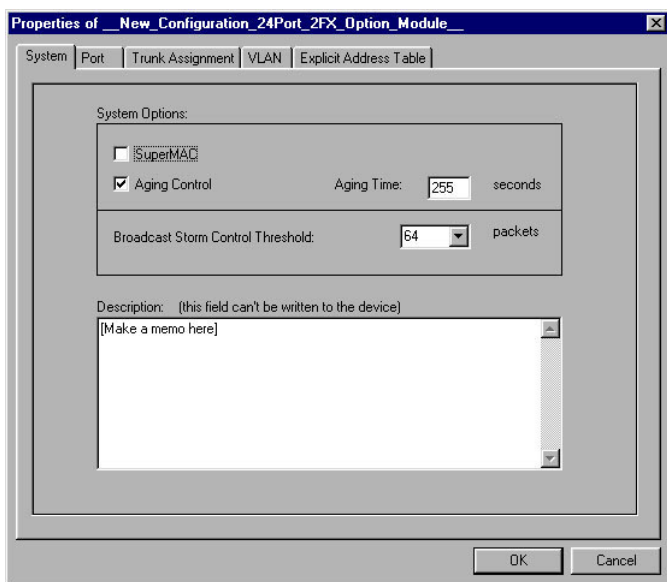 Properties of __New_Configuration_24Port_2FX_Option_Module__
System Port Trunk Assignment VLAN Explicit Address Table
System Options:
SuperMAC
Aging Control Aging Time: 255 seconds
Broadcast Storm Control Threshold: 64 packets
Description: (this field can't be written to the device)
[Make a memo here]
OK Cancel